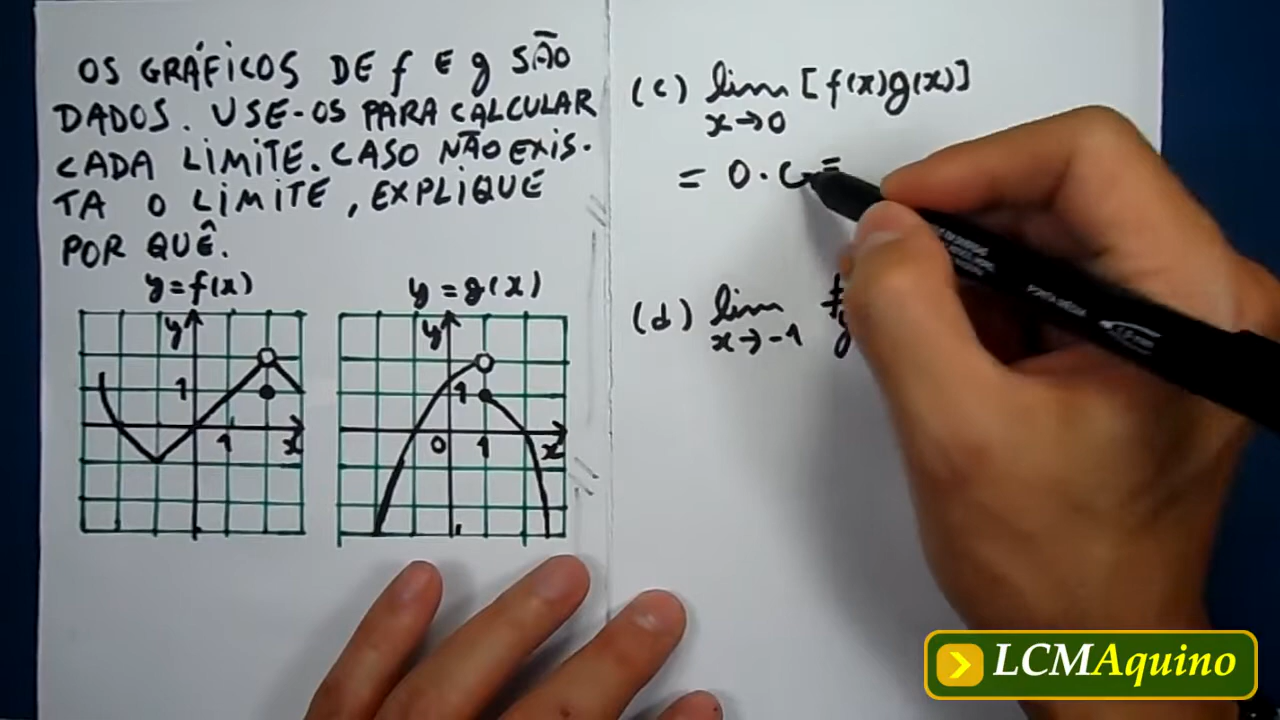 OS GRÁFICOS DE f E g SÃO
DADOS. USE-OS PARA CALCULAR
CADA LIMITE. CASO NÃO EXIS-
TA O LIMITE, EXPLIQUE
POR QUÊ.
y=f(x)
y
1
1
x
y=g(x)
y
1
0
1
x
(c) lim [f(x)g(x)]
x→0
= 0·c=
(d) lim f
x→-1 g
LCMAquino